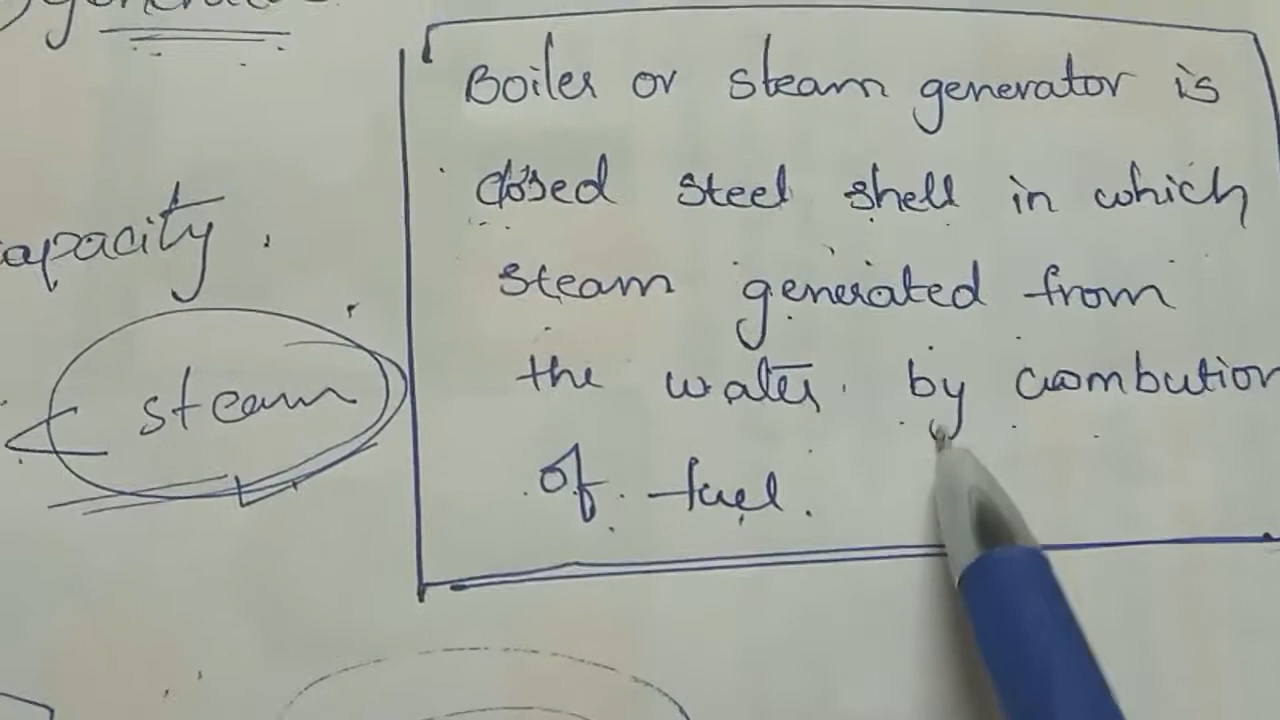 capacity.
steam
Boiler or steam generator is
closed steel shell in which
steam generated from
the water by combution
of fuel.